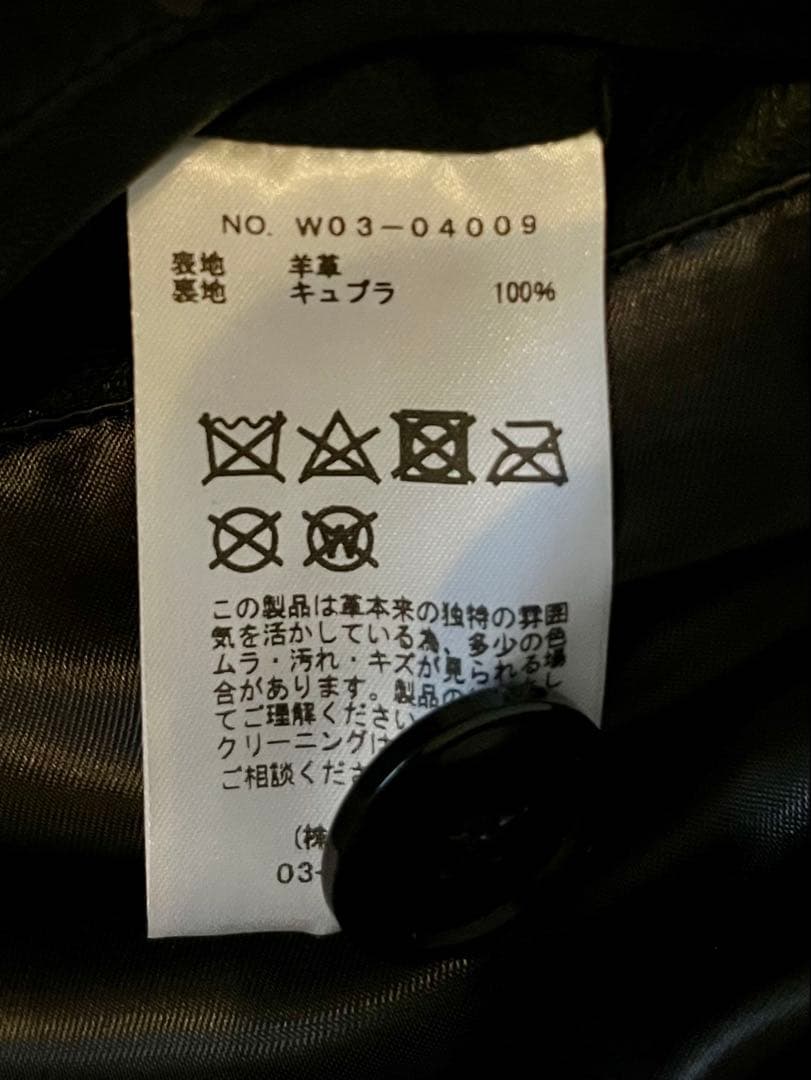 NO. W03-04009
表地 羊革
裏地 キュプラ 100%
W
この製品は革本来の独特の雰囲
気を活かしている為、多少の色
ムラ・汚れ・キズが見られる場
合があります。製品の
てご理解ください
クリーニングは
ご相談くださ
(株
03-